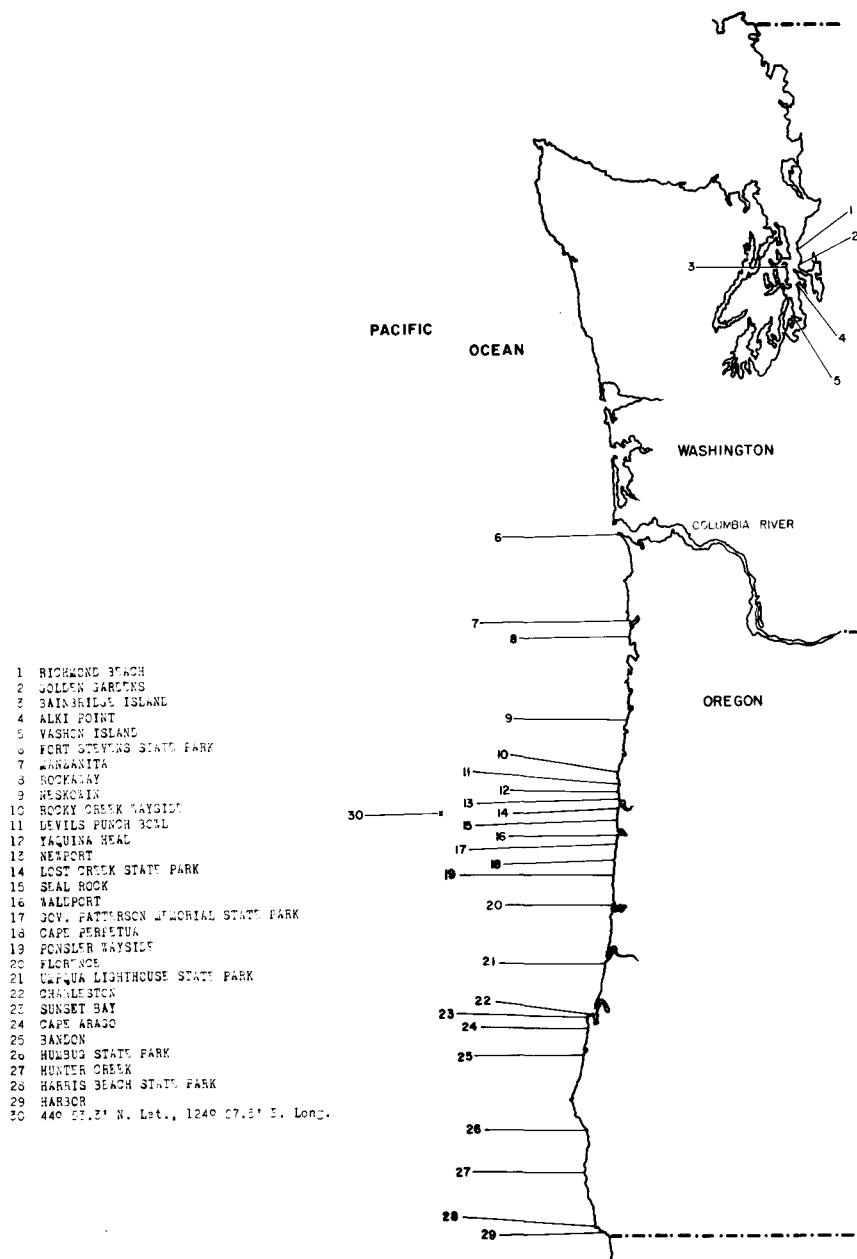 1
2
3
4
5
PACIFIC
OCEAN
WASHINGTON
COLUMBIA RIVER
6
7
8
OREGON
9
10
11
12
13
14
15
16
17
18
19
20
21
22
23
24
25
26
27
28
29
30
1 RICHMOND BEACH
2 GOLDEN GARDENS
3 BAINBRIDGE ISLAND
4 ALKI POINT
5 VASHON ISLAND
6 FORT STEVENS STATE PARK
7 MANZANITA
8 ROCKAWAY
9 NESKOWIN
10 ROCKY CREEK WAYSIDE
11 DEVILS PUNCH BOWL
12 YAQUINA HEAD
13 NEWPORT
14 LOST CREEK STATE PARK
15 SEAL ROCK
16 WALDPORT
17 GOV. PATTERSON MEMORIAL STATE PARK
18 CAPE PERPETUA
19 PONSLER WAYSIDE
20 FLORENCE
21 UMPQUA LIGHTHOUSE STATE PARK
22 CHARLESTON
23 SUNSET BAY
24 CAPE ARAGO
25 BANDON
26 HUMBUG STATE PARK
27 HUNTER CREEK
28 HARRIS BEACH STATE PARK
29 HARBOR
30 44º N. Lat., 124º Long.